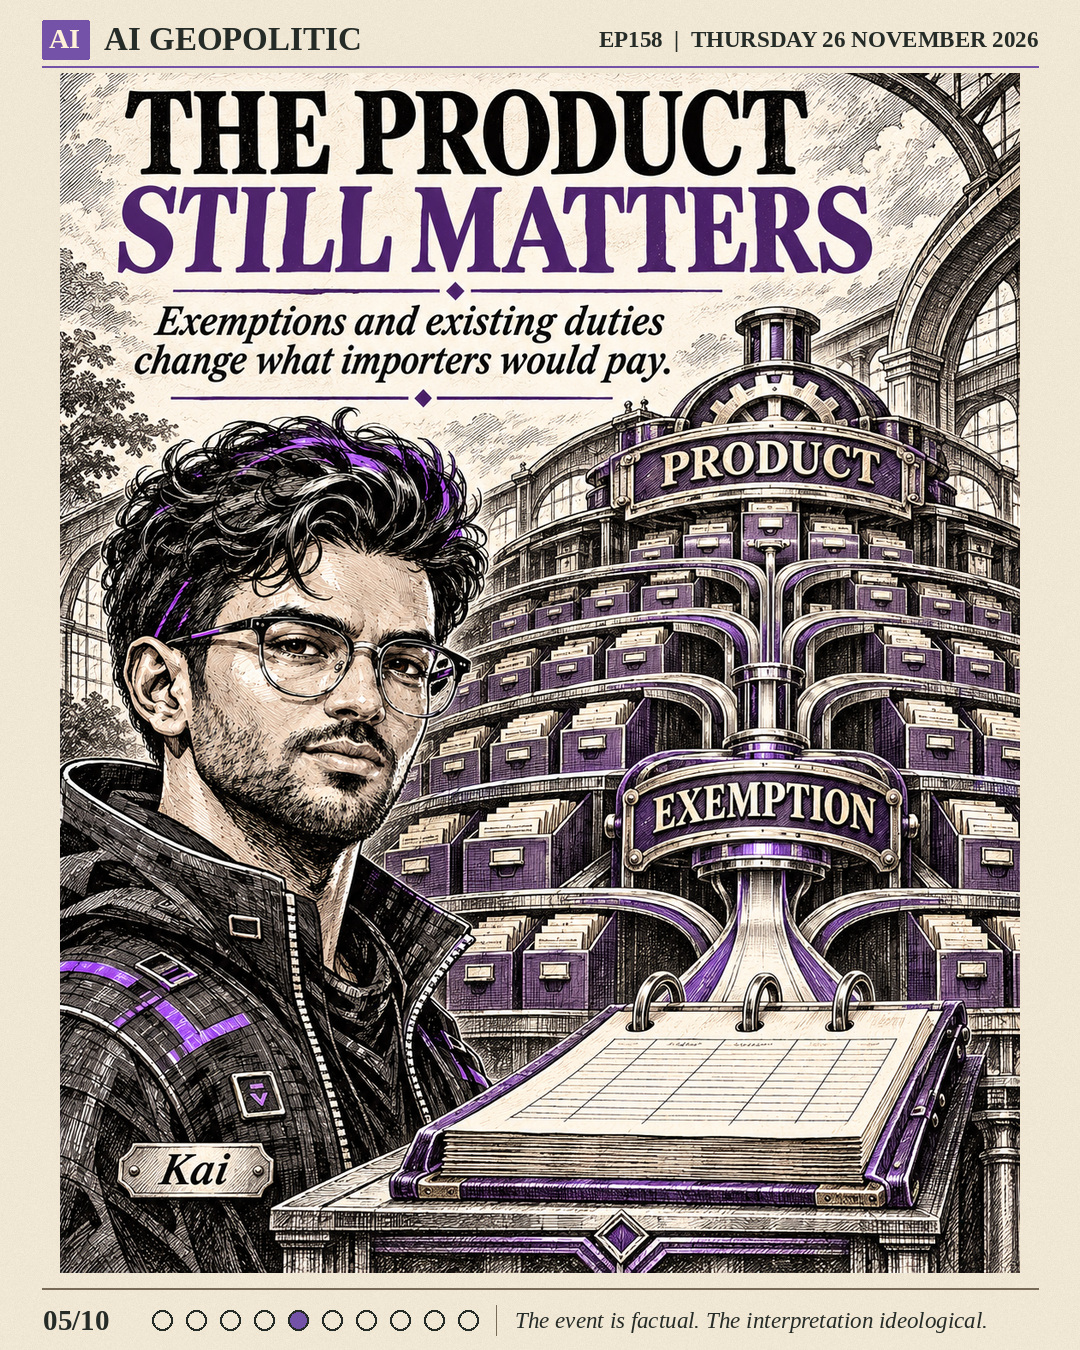 AI AI GEOPOLITIC
EP158 | THURSDAY 26 NOVEMBER 2026
THE PRODUCT
STILL MATTERS
Exemptions and existing duties
change what importers would pay.
PRODUCT
EXEMPTION
Kai
05/10
The event is factual. The interpretation ideological.